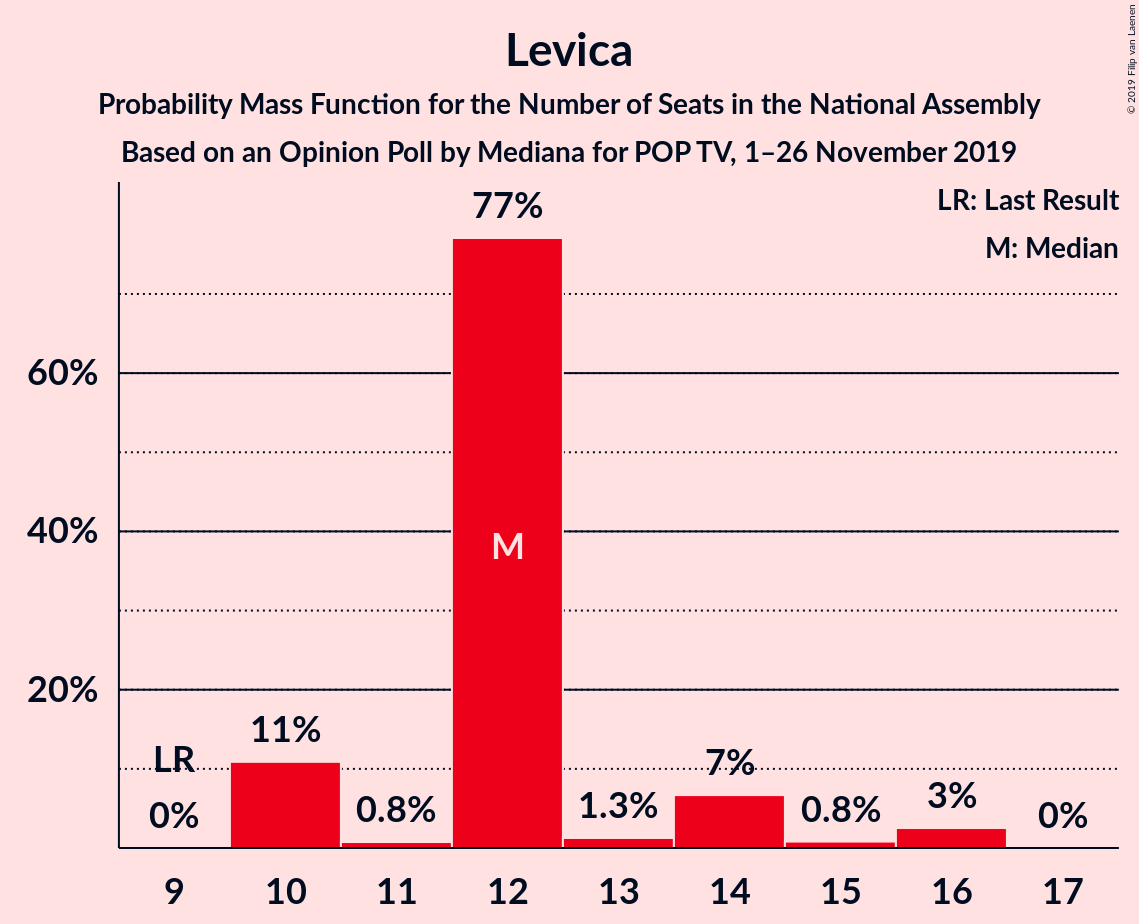 Levica
Probability Mass Function for the Number of Seats in the National Assembly
Based on an Opinion Poll by Mediana for POP TV, 1–26 November 2019
© 2019 Filip van Laenen
LR: Last Result
M: Median
77%
60%
40%
20%
M
LR
0%
11%
0.8%
1.3%
7%
0.8%
3%
0%
9 10 11 12 13 14 15 16 17